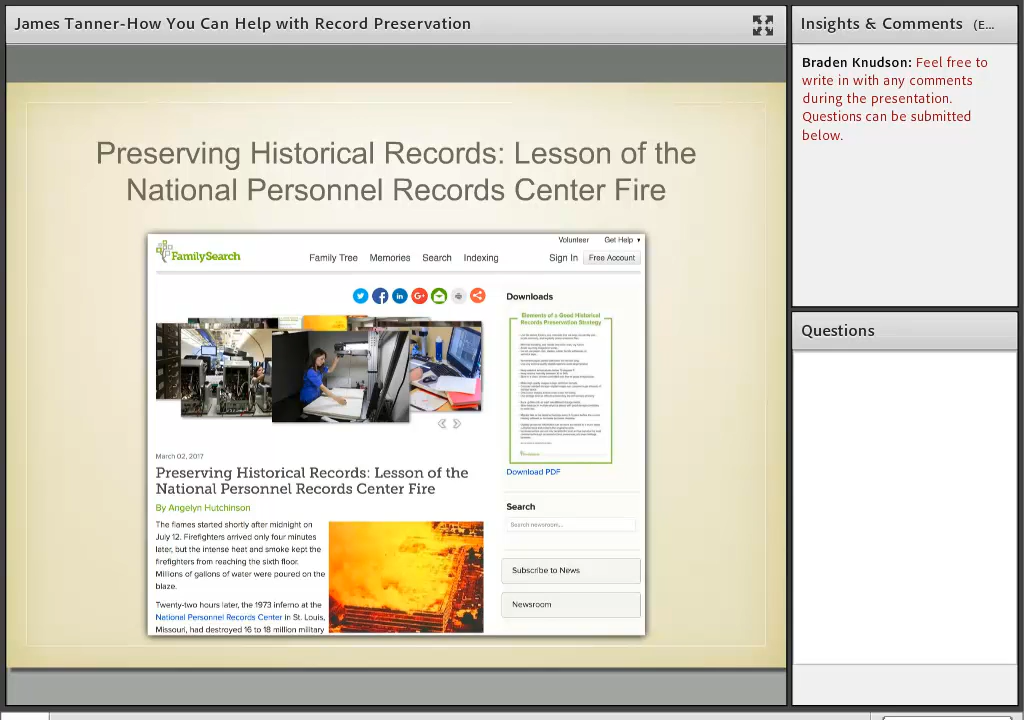 James Tanner-How You Can Help with Record Preservation
Insights & Comments (E...
Braden Knudson: Feel free to
write in with any comments
during the presentation.
Questions can be submitted
below.
Questions
Preserving Historical Records: Lesson of the
National Personnel Records Center Fire
Volunteer Get Help
FamilySearch
Family Tree Memories Search Indexing Sign In Free Account
Downloads
Elements of a Good Historical
Records Preservation Strategy
Download PDF
March 02, 2017
Preserving Historical Records: Lesson of the
National Personnel Records Center Fire
By Angelyn Hutchinson
The flames started shortly after midnight on
July 12. Firefighters arrived only four minutes
later, but the intense heat and smoke kept the
firefighters from reaching the sixth floor.
Millions of gallons of water were poured on the
blaze.
Twenty-two hours later, the 1973 inferno at the
National Personnel Records Center in St. Louis,
Missouri, had destroyed 16 to 18 million military
Search
Search newsroom...
Subscribe to News
Newsroom